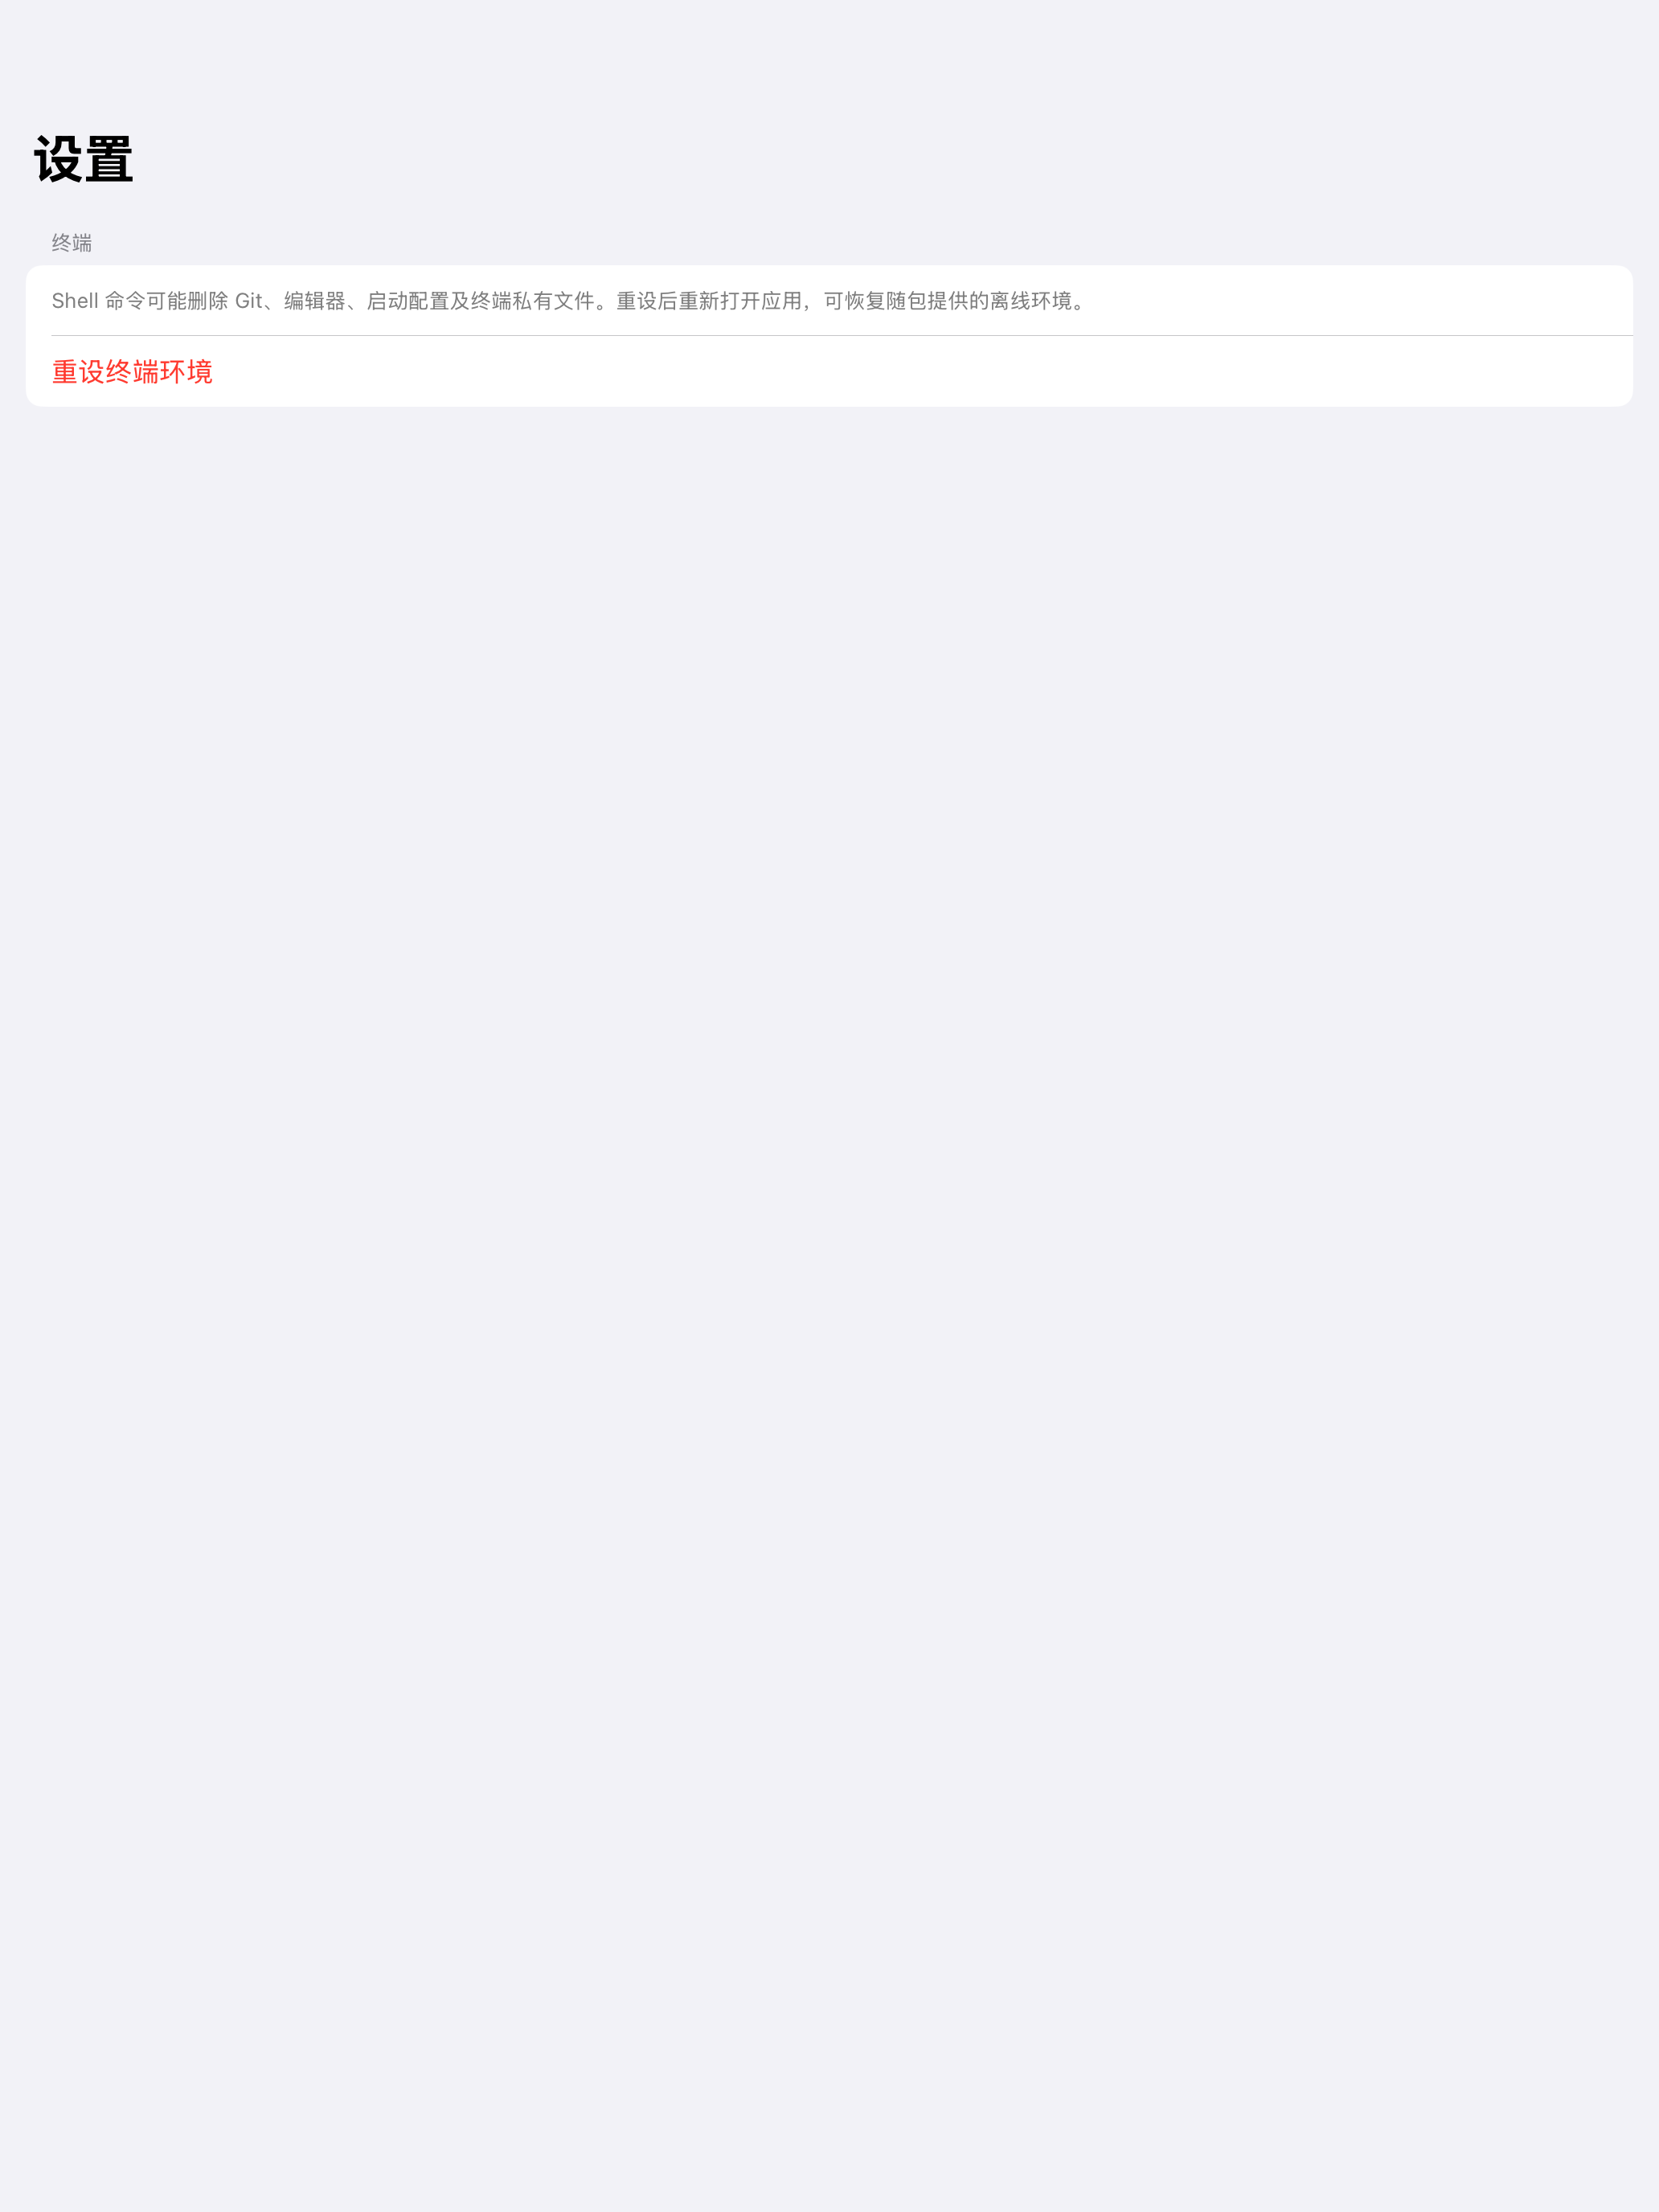 设置
终端
Shell 命令可能删除 Git、编辑器、启动配置及终端私有文件。重设后重新打开应用，可恢复随包提供的离线环境。
重设终端环境